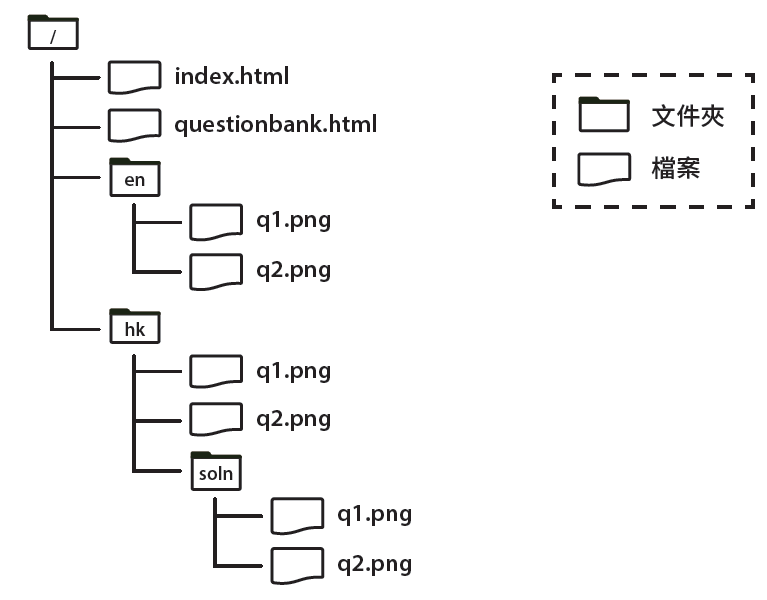 /
index.html
questionbank.html
en
q1.png
q2.png
hk
q1.png
q2.png
soln
q1.png
q2.png
文件夾
檔案